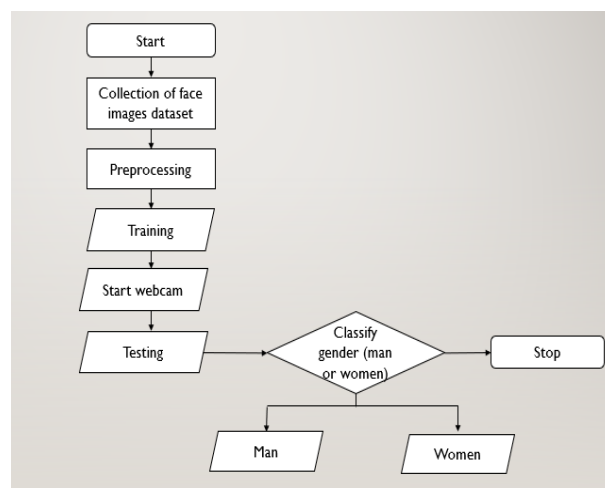 Start
Collection of face
images dataset
Preprocessing
Training
Start webcam
Testing
Classify
gender (man
or women)
Stop
Man
Women